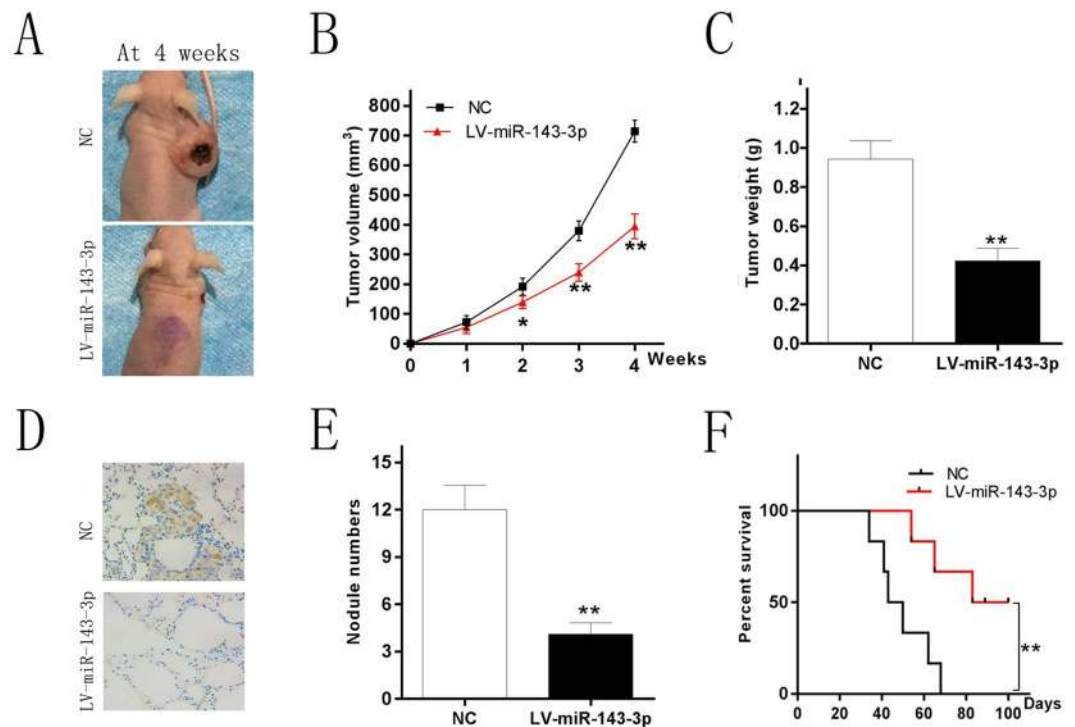 A
At 4 weeks
NC
LV-miR-143-3p
B
NC
LV-miR-143-3p
Tumor volume (mm³)
800
700
600
500
400
300
200
100
0
0 1 2 3 4 Weeks
*
**
**
C
Tumor weight (g)
1.2
1.0
0.8
0.6
0.4
0.2
0.0
**
NC LV-miR-143-3p
D
NC
LV-miR-143-3p
E
Nodule numbers
15
12
9
6
3
0
**
NC LV-miR-143-3p
F
NC
LV-miR-143-3p
Percent survival
100
50
0
0 20 40 60 80 100 Days
**